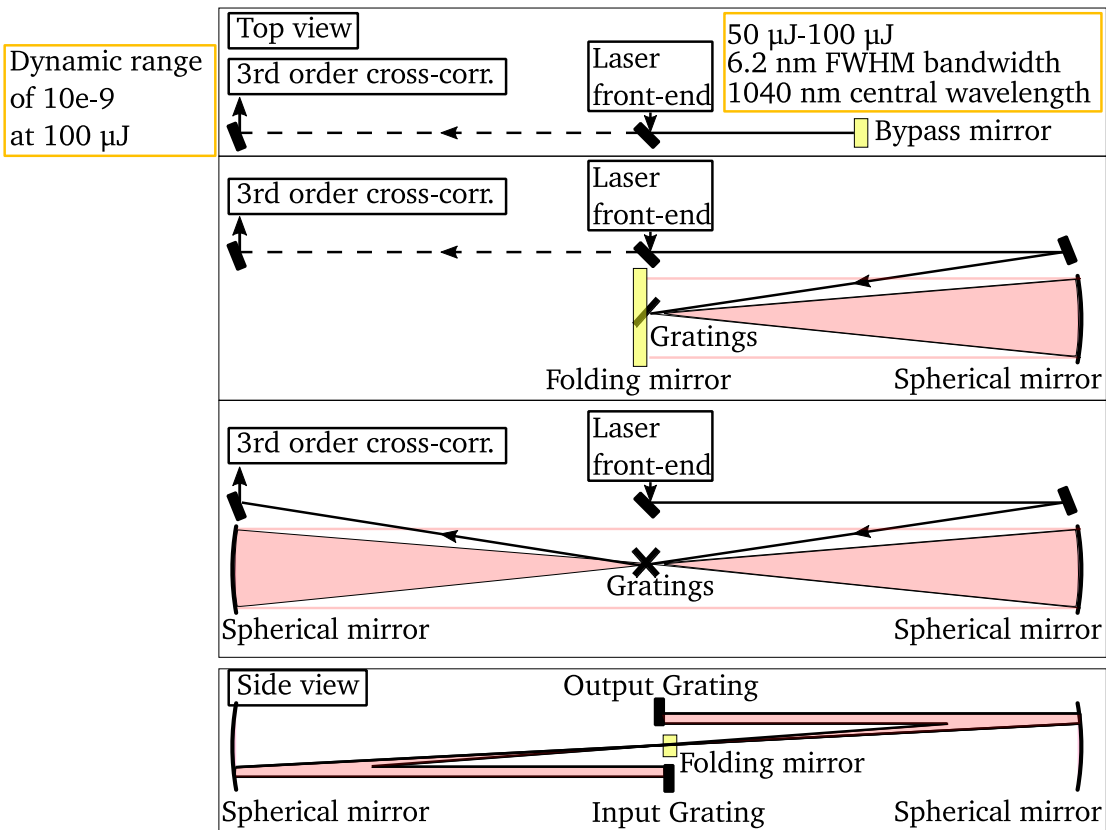 Top view
Dynamic range
of 10e-9
at 100 µJ
3rd order cross-corr.
Laser
front-end
50 µJ-100 µJ
6.2 nm FWHM bandwidth
1040 nm central wavelength
Bypass mirror
3rd order cross-corr.
Laser
front-end
Gratings
Folding mirror
Spherical mirror
3rd order cross-corr.
Laser
front-end
Gratings
Spherical mirror
Spherical mirror
Side view
Output Grating
Folding mirror
Spherical mirror
Input Grating
Spherical mirror